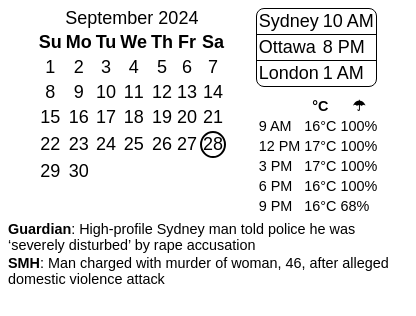 September 2024
Su Mo Tu We Th Fr Sa
1 2 3 4 5 6 7
8 9 10 11 12 13 14
15 16 17 18 19 20 21
22 23 24 25 26 27 28
29 30
Sydney 10 AM
Ottawa 8 PM
London 1 AM
°C ☂
9 AM 16°C 100%
12 PM 17°C 100%
3 PM 17°C 100%
6 PM 16°C 100%
9 PM 16°C 68%
Guardian: High-profile Sydney man told police he was
‘severely disturbed’ by rape accusation
SMH: Man charged with murder of woman, 46, after alleged
domestic violence attack